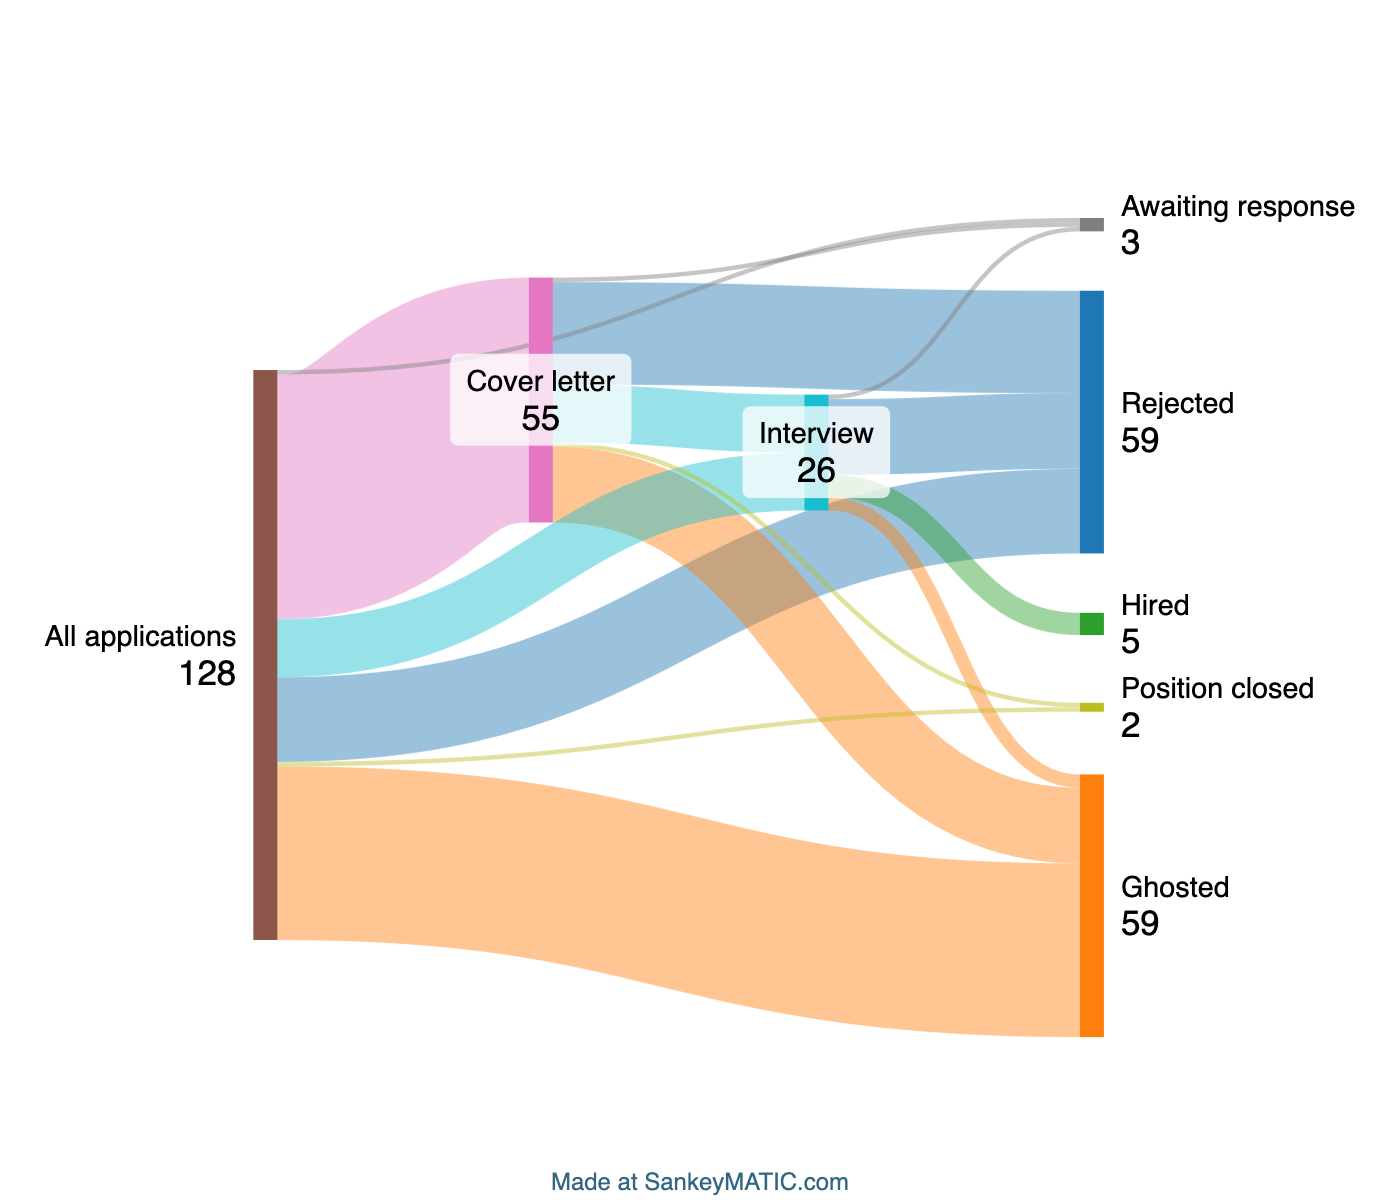 Awaiting response
3
Cover letter
55
Rejected
59
Interview
26
Hired
5
All applications
128
Position closed
2
Ghosted
59
Made at SankeyMATIC.com